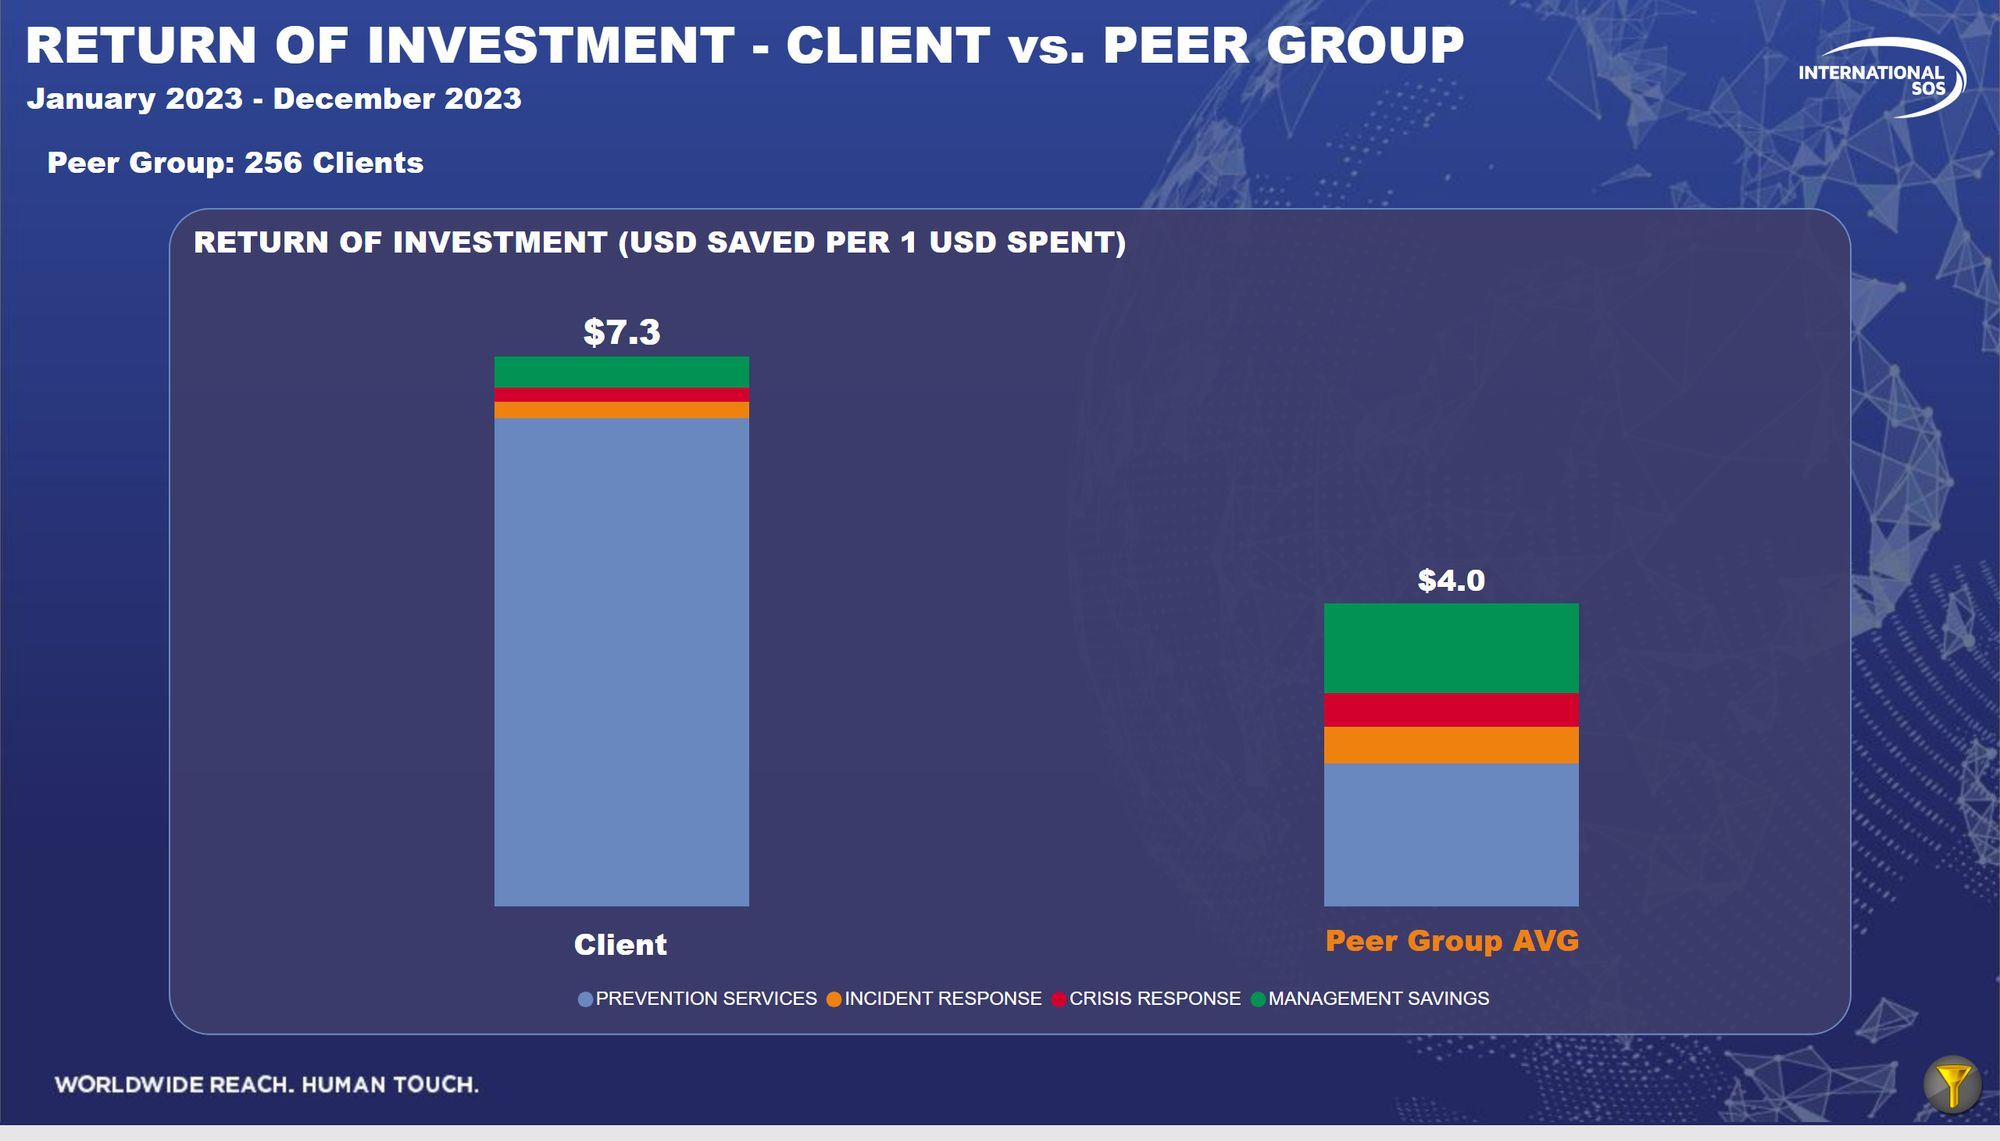 RETURN OF INVESTMENT - CLIENT vs. PEER GROUP
January 2023 - December 2023
INTERNATIONAL
SOS
Peer Group: 256 Clients
RETURN OF INVESTMENT (USD SAVED PER 1 USD SPENT)
$7.3
$4.0
Client
Peer Group AVG
PREVENTION SERVICES INCIDENT RESPONSE CRISIS RESPONSE MANAGEMENT SAVINGS
WORLDWIDE REACH. HUMAN TOUCH.